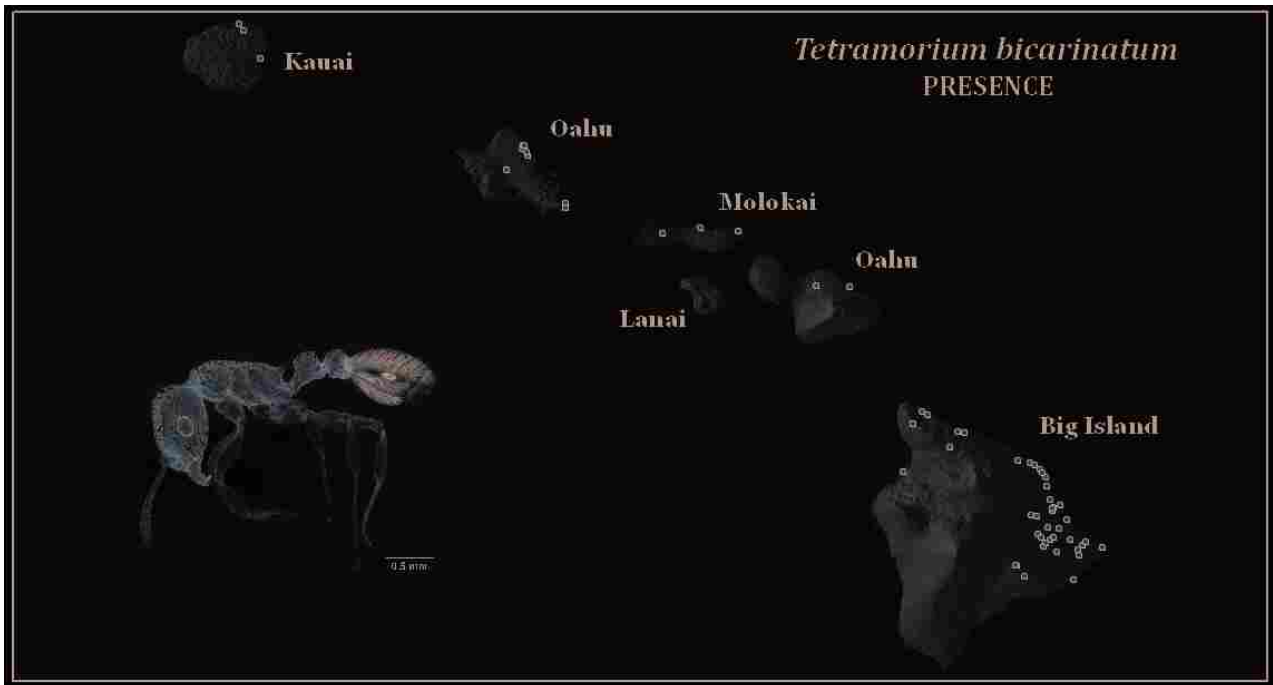 Tetramorium bicarinatum
PRESENCE
Kauai
Oahu
Molokai
Oahu
Lanai
Big Island
0.5 mm